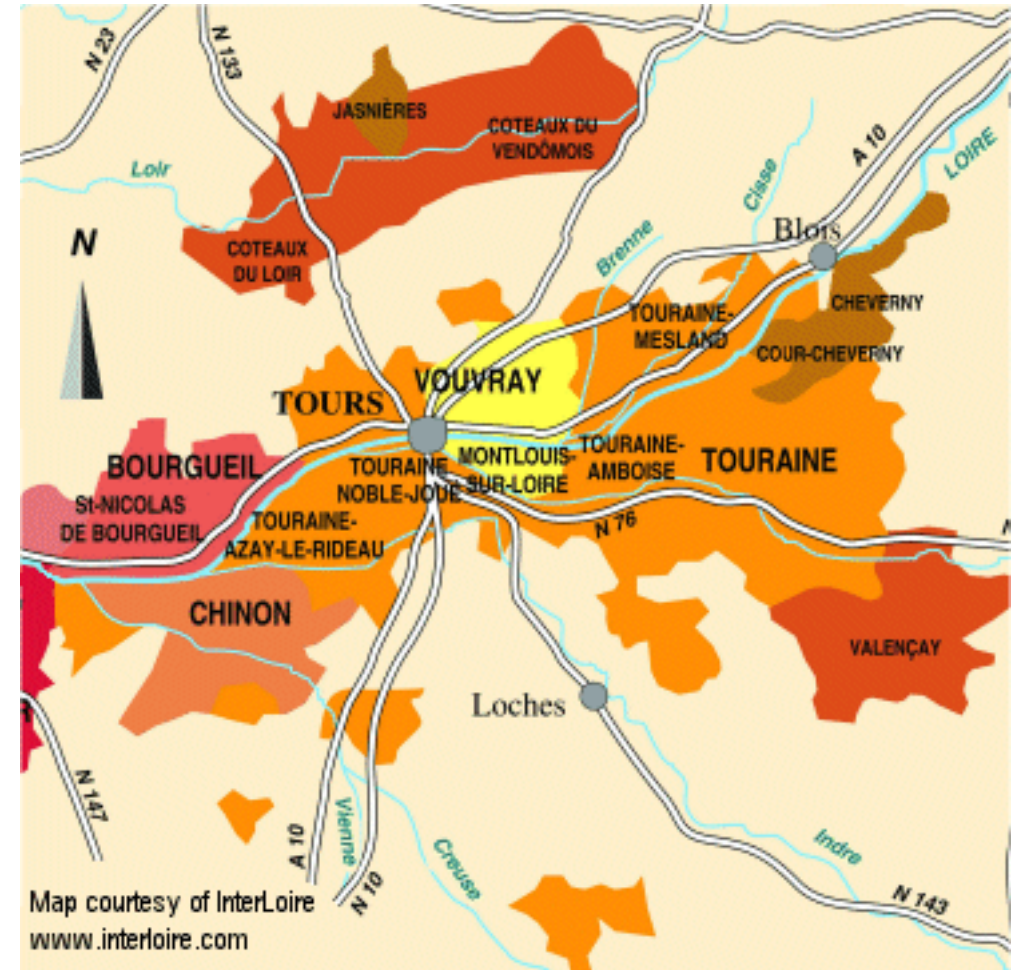 N 23
N 133
JASNIÈRES
COTEAUX DU
VENDÔMOIS
A 10
LOIRE
Loir
Cisse
N
COTEAUX
DU LOIR
Brenne
Blois
CHEVERNY
TOURAINE-
MESLAND
COUR-CHEVERNY
VOUVRAY
TOURS
BOURGUEIL
TOURAINE
NOBLE-JOUÉ
MONTLOUIS-
SUR-LOIRE
TOURAINE-
AMBOISE
TOURAINE
St-NICOLAS
DE BOURGUEIL
TOURAINE-
AZAY-LE-RIDEAU
N 76
CHINON
VALENÇAY
Loches
R
N 147
A 10
Vienne
N 10
Creuse
Indre
N 143
Map courtesy of InterLoire
www.interloire.com